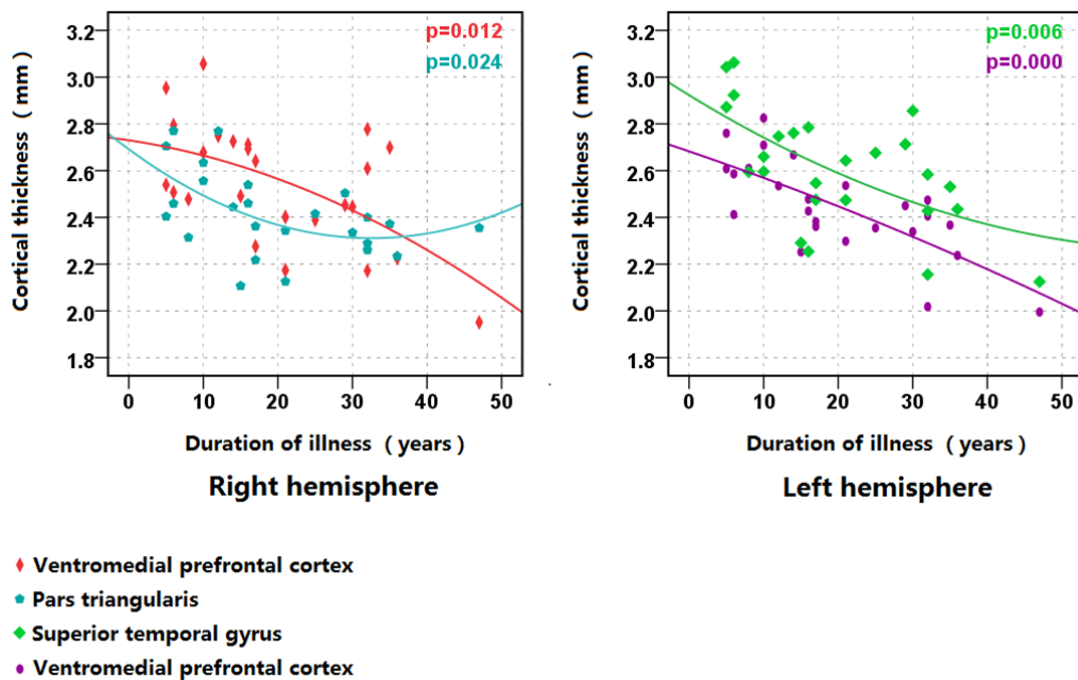 Cortical thickness ( mm )
3.2
3.0
2.8
2.6
2.4
2.2
2.0
1.8
p=0.012
p=0.024
0 10 20 30 40 50
Duration of illness ( years )
Right hemisphere
Cortical thickness ( mm )
3.2
3.0
2.8
2.6
2.4
2.2
2.0
1.8
p=0.006
p=0.000
0 10 20 30 40 50
Duration of illness ( years )
Left hemisphere
Ventromedial prefrontal cortex
Pars triangularis
Superior temporal gyrus
Ventromedial prefrontal cortex